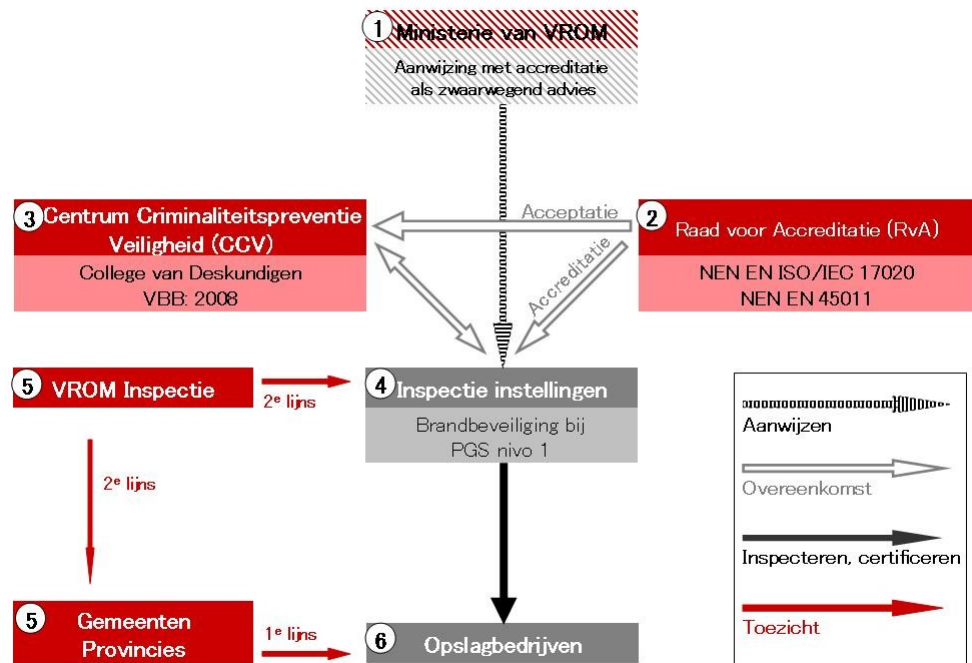 1 Ministerie van VROM
Aanwijzing met accreditatie
als zwaarwegend advies
3 Centrum Criminaliteitspreventie
Veiligheid (CCV)
College van Deskundigen
VBB: 2008
Acceptatie
Accreditatie
2 Raad voor Accreditatie (RvA)
NEN EN ISO/IEC 17020
NEN EN 45011
5 VROM Inspectie
2e lijns
4 Inspectie instellingen
Brandbeveiliging bij
PGS nivo 1
2e lijns
5 Gemeenten
Provincies
1e lijns
6 Opslagbedrijven
Aanwijzen
Overeenkomst
Inspecteren, certificeren
Toezicht